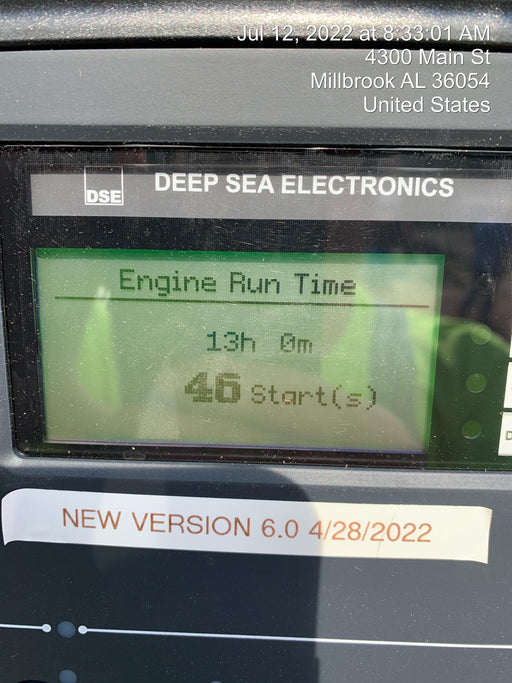 Jul 12, 2022 at 8:33:01 AM
4300 Main St
Millbrook AL 36054
United States
DSE
DEEP SEA ELECTRONICS
Engine Run Time
13h 0m
46 Start(s)
NEW VERSION 6.0 4/28/2022